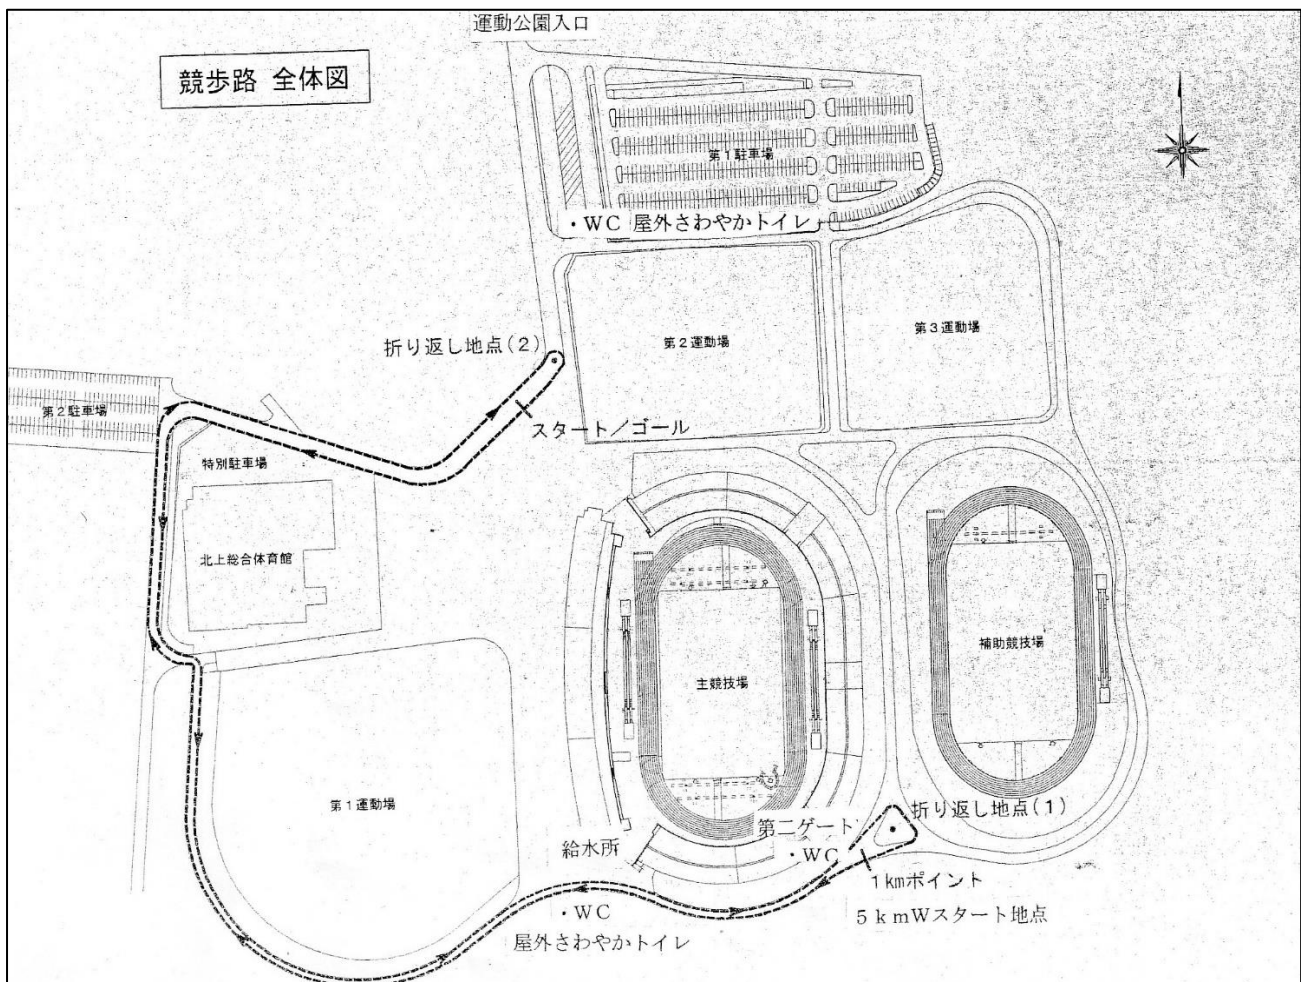 運動公園入口
競歩路 全体図
第1駐車場
・WC 屋外さわやかトイレ
第3運動場
第2運動場
折り返し地点(2)
第2駐車場
スタート/ゴール
特別駐車場
北上総合体育館
補助競技場
主競技場
第1運動場
折り返し地点(1)
第二ゲート
・WC
給水所
1kmポイント
5kmWスタート地点
・WC
屋外さわやかトイレ